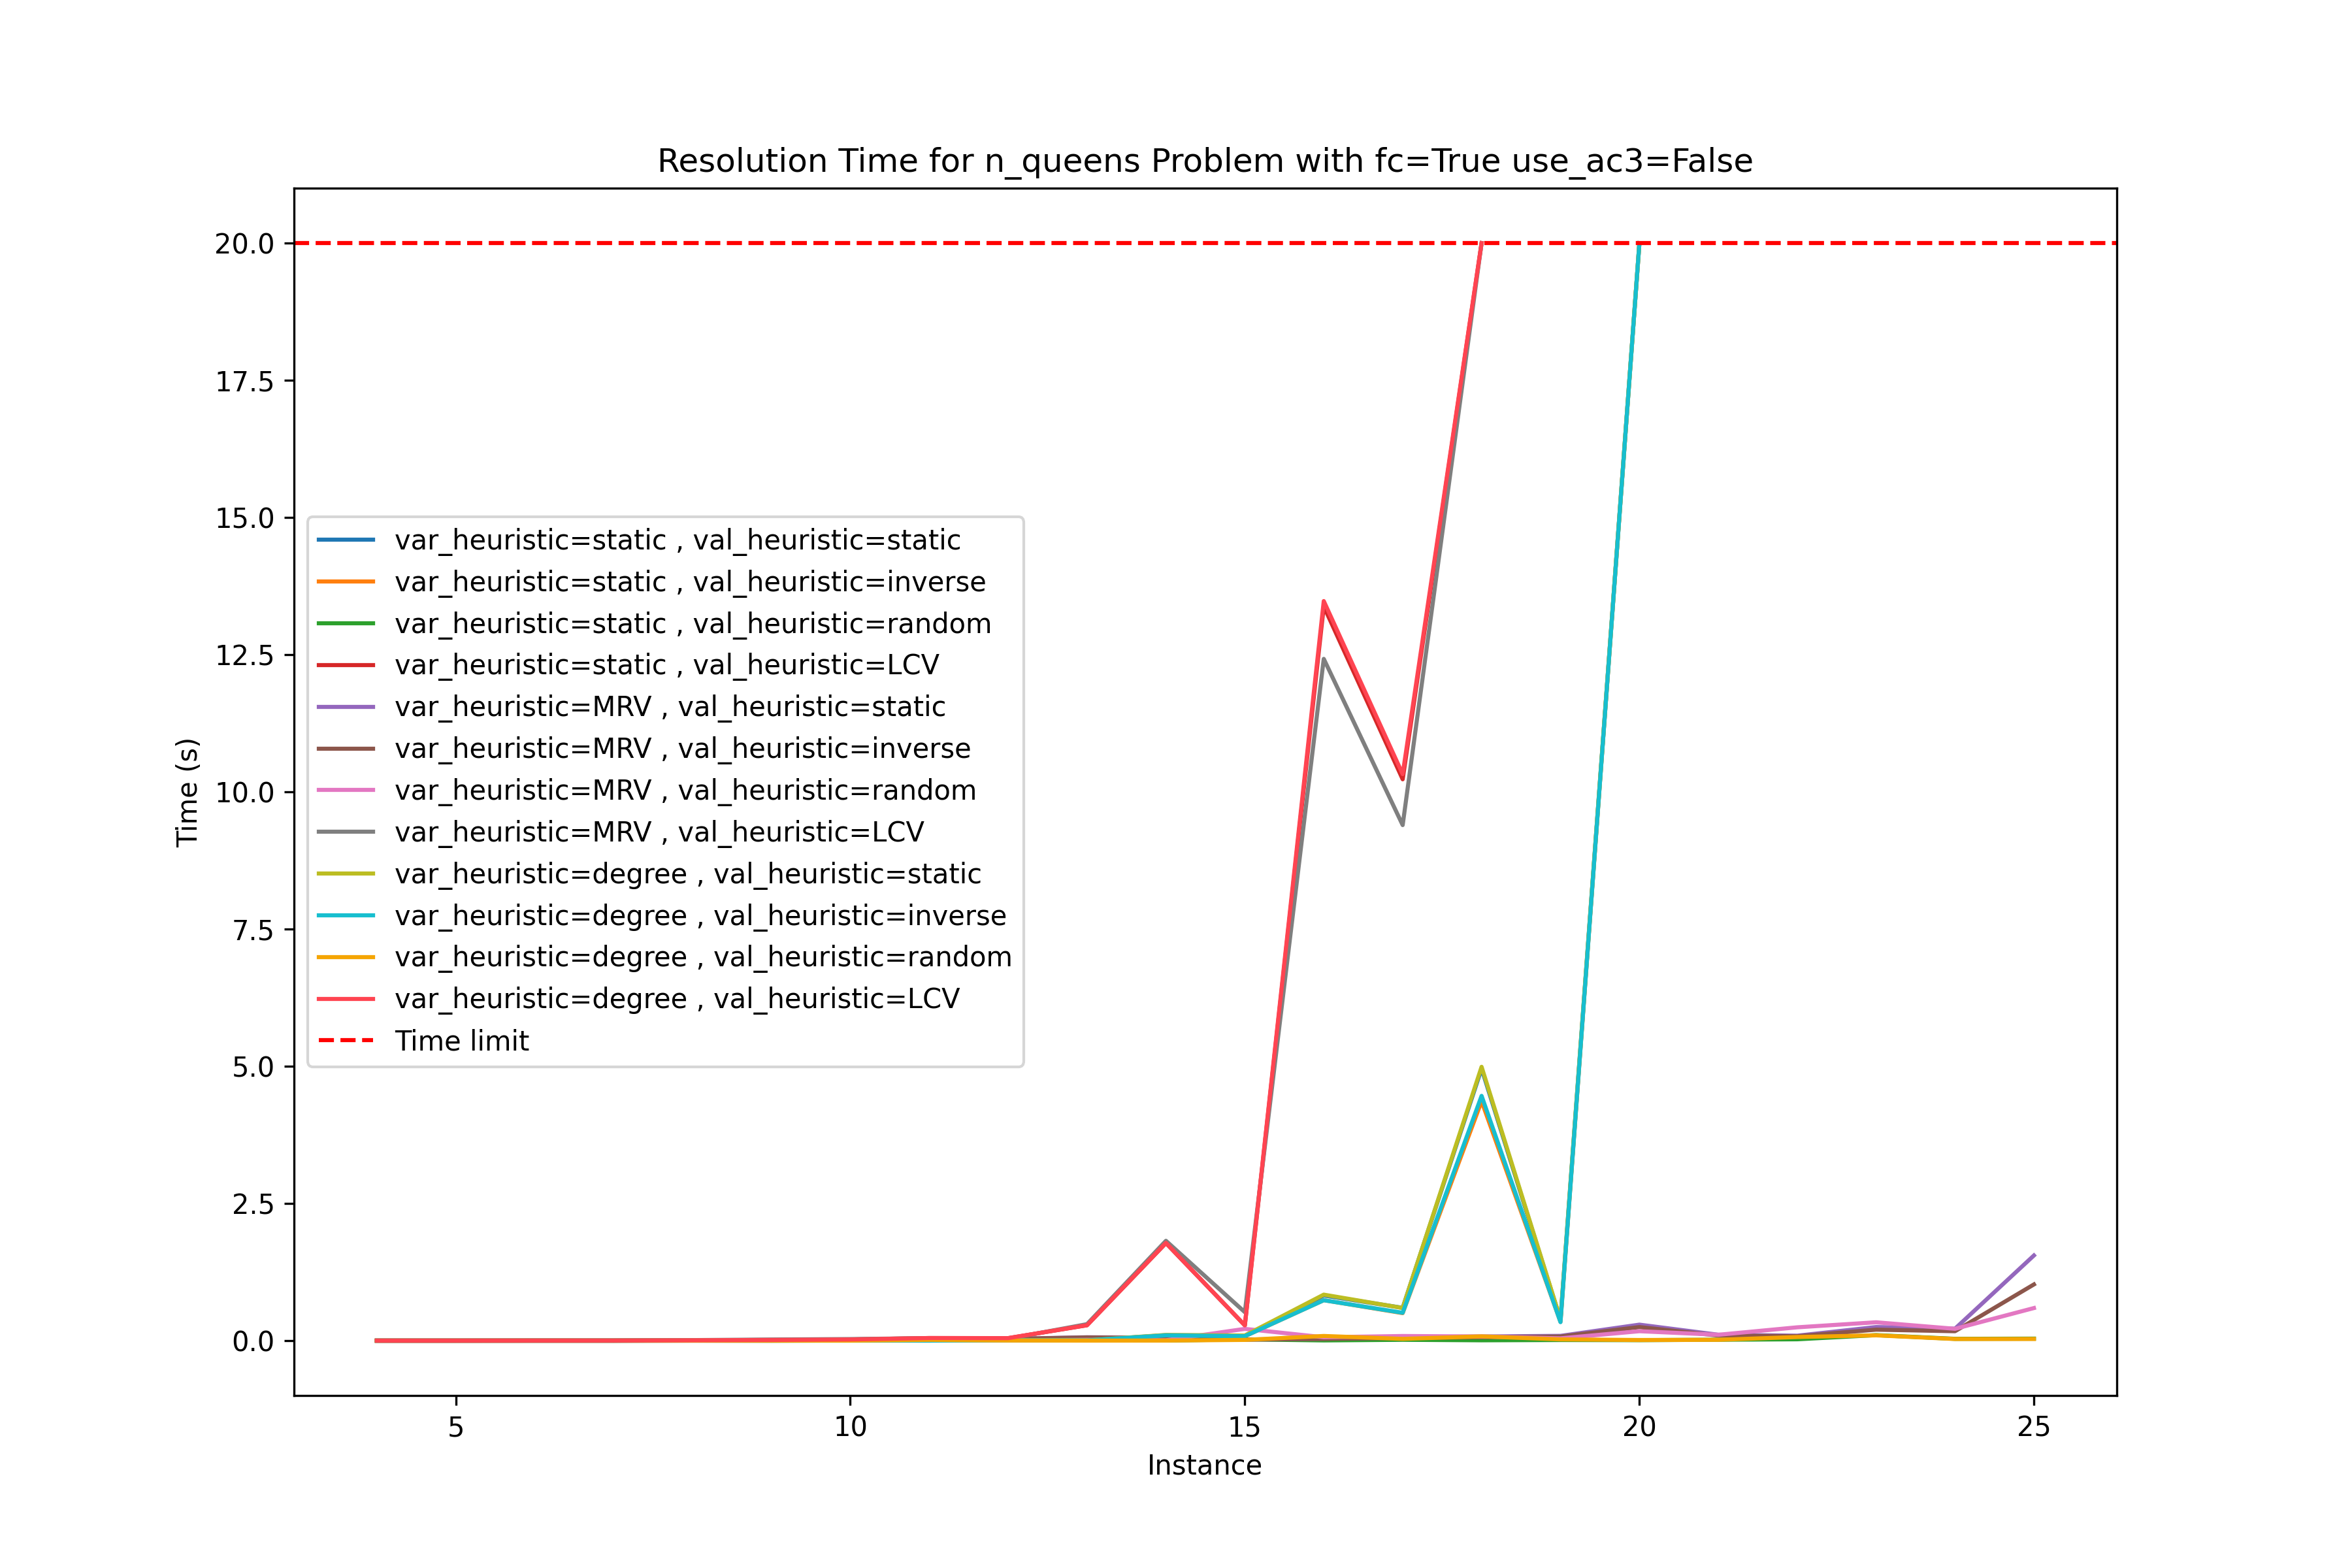 Resolution Time for n_queens Problem with fc=True use_ac3=False
20.0
17.5
15.0
12.5
10.0
7.5
5.0
2.5
0.0
Time (s)
var_heuristic=static , val_heuristic=static
var_heuristic=static , val_heuristic=inverse
var_heuristic=static , val_heuristic=random
var_heuristic=static , val_heuristic=LCV
var_heuristic=MRV , val_heuristic=static
var_heuristic=MRV , val_heuristic=inverse
var_heuristic=MRV , val_heuristic=random
var_heuristic=MRV , val_heuristic=LCV
var_heuristic=degree , val_heuristic=static
var_heuristic=degree , val_heuristic=inverse
var_heuristic=degree , val_heuristic=random
var_heuristic=degree , val_heuristic=LCV
Time limit
5 10 15 20 25
Instance